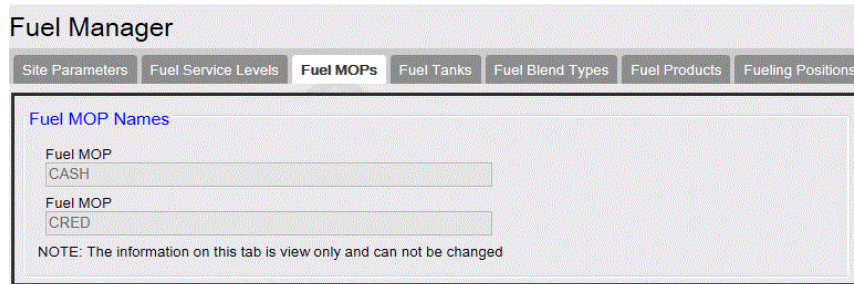 Fuel Manager
Site Parameters Fuel Service Levels Fuel MOPs Fuel Tanks Fuel Blend Types Fuel Products Fueling Positions
Fuel MOP Names
Fuel MOP
CASH
Fuel MOP
CRED
NOTE: The information on this tab is view only and can not be changed